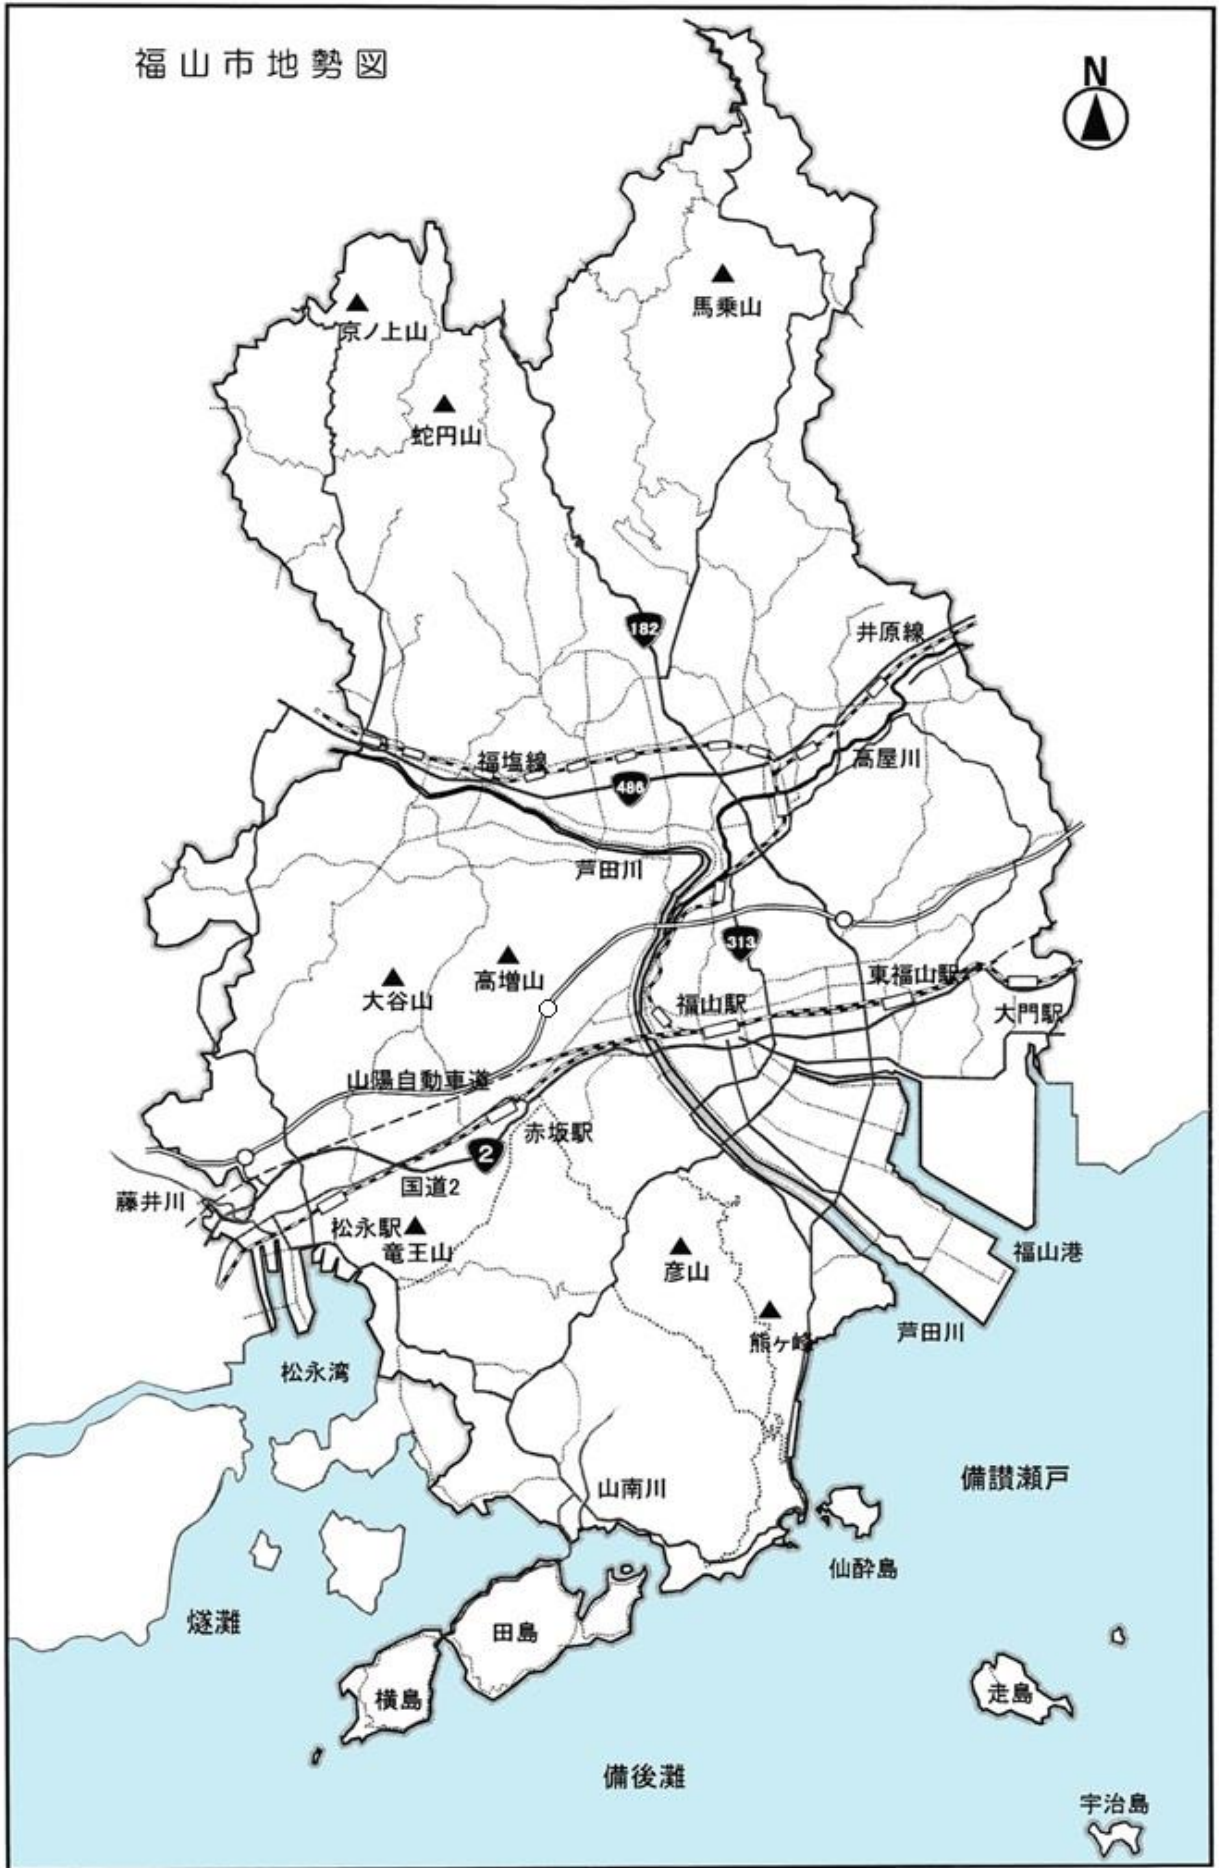 福山市地勢図
N
馬乗山
京ノ上山
蛇円山
182
井原線
福塩線
高屋川
486
芦田川
313
高増山
大谷山
東福山駅
福山駅
大門駅
山陽自動車道
赤坂駅
2
国道2
藤井川
松永駅
竜王山
福山港
彦山
芦田川
熊ヶ峰
松永湾
備讃瀬戸
山南川
仙酔島
燧灘
田島
横島
走島
備後灘
宇治島